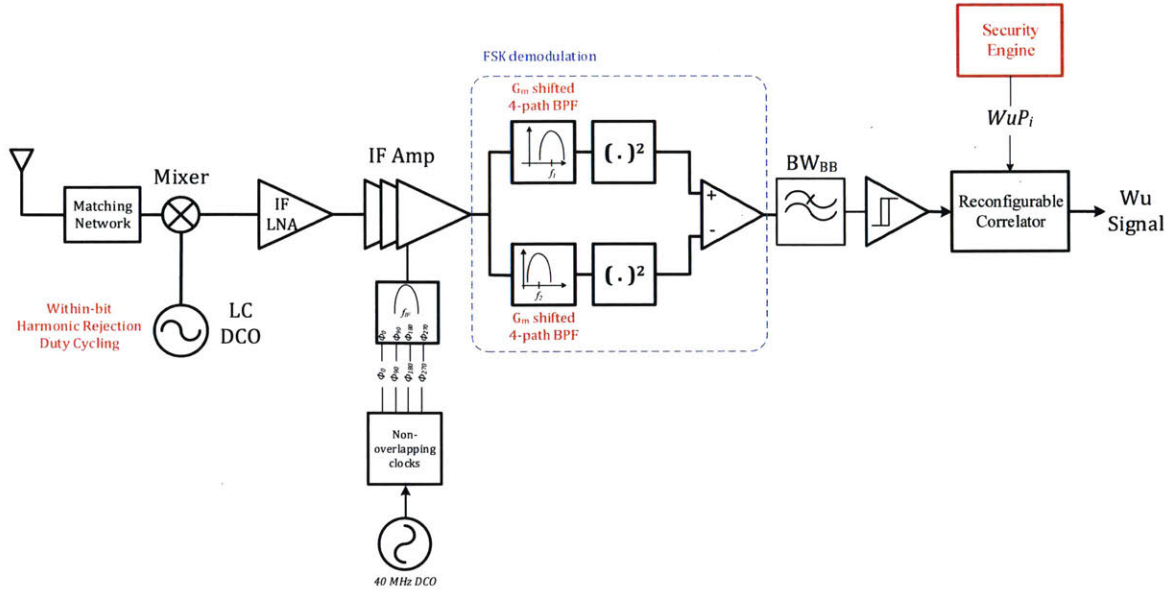 Security
Engine
FSK demodulation
Gm shifted
4-path BPF
WuPi
f1
( . )²
IF Amp
BWBB
Mixer
Matching
Network
IF
LNA
+
-
Reconfigurable
Correlator
Wu
Signal
f2
( . )²
Within-bit
Harmonic Rejection
Duty Cycling
LC
DCO
fIF
Gm shifted
4-path BPF
Φ0
Φ90
Φ180
Φ270
Φ0
Φ90
Φ180
Φ270
Non-
overlapping
clocks
40 MHz DCO